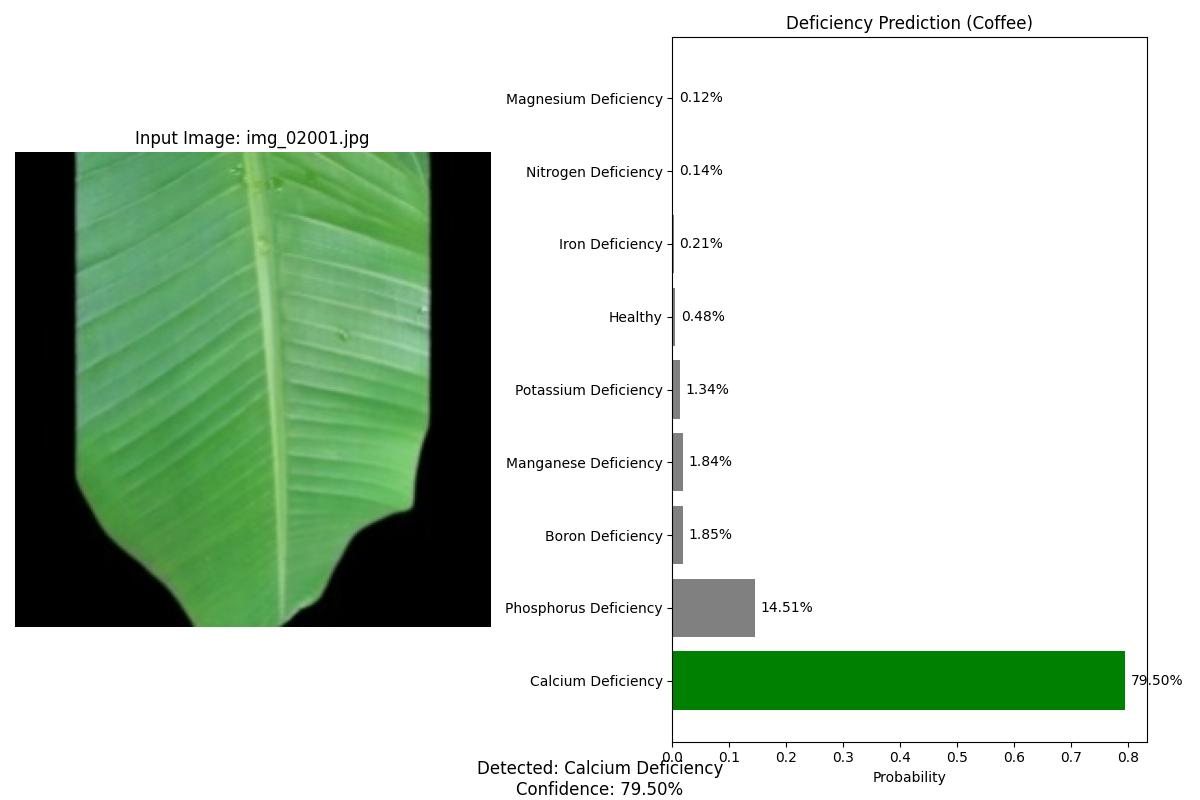 Deficiency Prediction (Coffee)
Input Image: img_02001.jpg
Magnesium Deficiency 0.12%
Nitrogen Deficiency 0.14%
Iron Deficiency 0.21%
Healthy 0.48%
Potassium Deficiency 1.34%
Manganese Deficiency 1.84%
Boron Deficiency 1.85%
Phosphorus Deficiency 14.51%
Calcium Deficiency 79.50%
0.0 0.1 0.2 0.3 0.4 0.5 0.6 0.7 0.8
Probability
Detected: Calcium Deficiency
Confidence: 79.50%